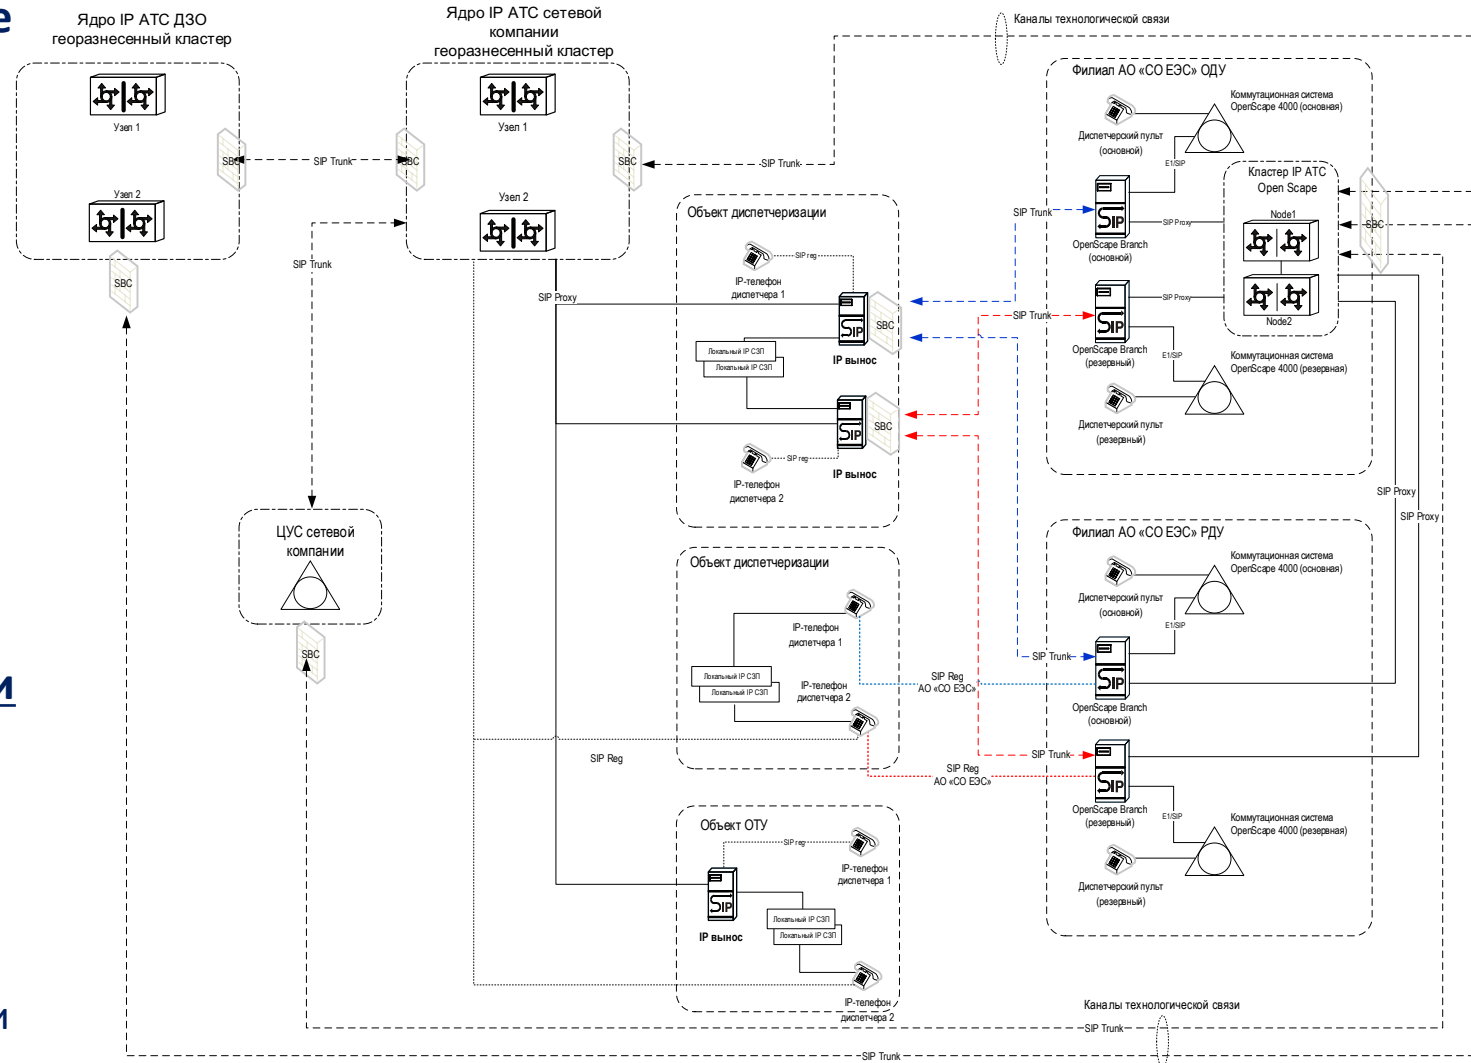 е
Ядро IP АТС ДЗО
георазнесенный кластер
Узел 1
Узел 2
SBC
SBC
SIP Trunk
Ядро IP АТС сетевой
компании
георазнесенный кластер
Узел 1
Узел 2
SBC
SBC
SIP Trunk
SIP Trunk
Каналы технологической связи
SIP Proxy
ЦУС сетевой
компании
SBC
и
и
Объект диспетчеризации
SIP reg
IP-телефон
диспетчера 1
SBC
IP вынос
Локальный IP СЗП
Локальный IP СЗП
SBC
SIP reg
IP вынос
IP-телефон
диспетчера 2
Объект диспетчеризации
IP-телефон
диспетчера 1
Локальный IP СЗП
Локальный IP СЗП
IP-телефон
диспетчера 2
SIP Reg
SIP Reg
АО «СО ЕЭС»
SIP Reg
АО «СО ЕЭС»
Объект ОТУ
SIP reg
IP-телефон
диспетчера 1
SIP
IP вынос
Локальный IP СЗП
Локальный IP СЗП
IP-телефон
диспетчера 2
Филиал АО «СО ЕЭС» ОДУ
Коммутационная система
OpenScape 4000 (основная)
Диспетчерский пульт
(основной)
E1/SIP
Кластер IP АТС
Open Scape
Node1
Node2
SBC
SIP Trunk
SIP
SIP Proxy
OpenScape Branch
(основной)
SIP Trunk
SIP
SIP Proxy
OpenScape Branch
(резервный)
E1/SIP
Коммутационная система
OpenScape 4000 (резервная)
Диспетчерский пульт
(резервный)
SIP Proxy
SIP Proxy
Филиал АО «СО ЕЭС» РДУ
Коммутационная система
OpenScape 4000 (основная)
Диспетчерский пульт
(основной)
E1/SIP
SIP Trunk
SIP
OpenScape Branch
(основной)
SIP Trunk
SIP
OpenScape Branch
(резервный)
E1/SIP
Коммутационная система
OpenScape 4000 (резервная)
Диспетчерский пульт
(резервный)
Каналы технологической связи
SIP Trunk
SIP Trunk